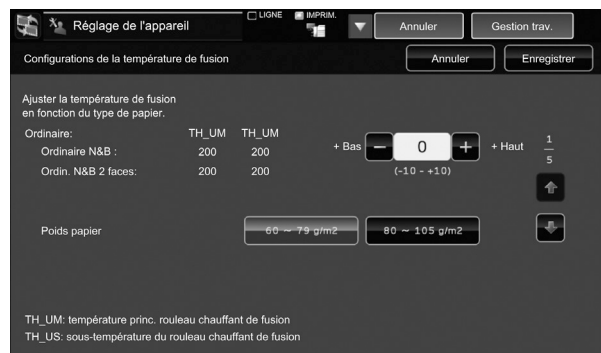 Réglage de l'appareil
LIGNE IMPRIM.
Annuler
Gestion trav.
Configurations de la température de fusion
Annuler
Enregistrer
Ajuster la température de fusion
en fonction du type de papier.
Ordinaire: TH_UM TH_UM
Ordinaire N&B : 200 200
Ordin. N&B 2 faces: 200 200
+ Bas − 0 + + Haut
(-10 - +10)
1
5
Poids papier 60 ~ 79 g/m2 80 ~ 105 g/m2
TH_UM: température princ. rouleau chauffant de fusion
TH_US: sous-température du rouleau chauffant de fusion